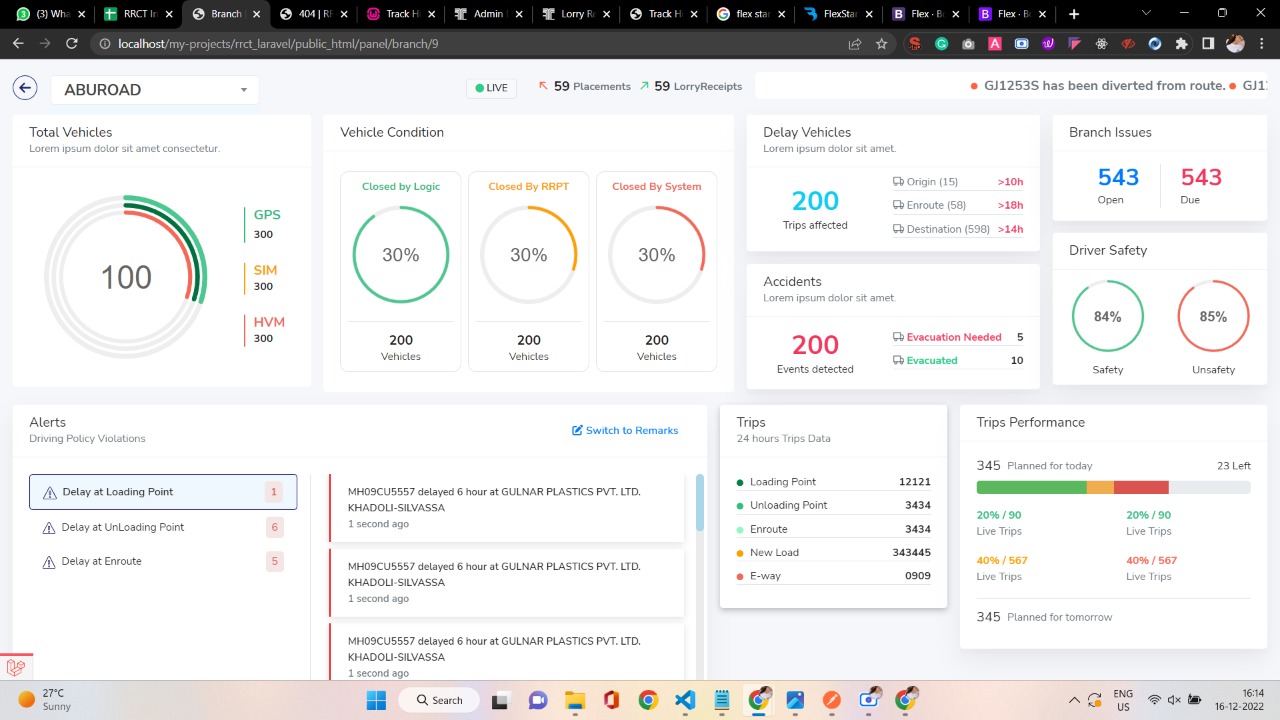 (3) Wha
RRCT In
Branch
404 | RR
Track H
Admin D
Lorry Re
Track H
flex star
FlexStar
Flex · Bo
Flex · Bo
localhost/my-projects/rrct_laravel/public_html/panel/branch/9
ABUROAD
LIVE
59 Placements
59 LorryReceipts
GJ1253S has been diverted from route.
GJ12
Total Vehicles
Lorem ipsum dolor sit amet consectetur.
100
GPS
300
SIM
300
HVM
300
Vehicle Condition
Closed by Logic
30%
200
Vehicles
Closed By RRPT
30%
200
Vehicles
Closed By System
30%
200
Vehicles
Delay Vehicles
Lorem ipsum dolor sit amet.
200
Trips affected
Origin (15) >10h
Enroute (58) >18h
Destination (598) >14h
Accidents
Lorem ipsum dolor sit amet.
200
Events detected
Evacuation Needed 5
Evacuated 10
Branch Issues
543
Open
543
Due
Driver Safety
84%
Safety
85%
Unsafety
Alerts
Driving Policy Violations
Switch to Remarks
Delay at Loading Point 1
Delay at UnLoading Point 6
Delay at Enroute 5
MH09CU5557 delayed 6 hour at GULNAR PLASTICS PVT. LTD.
KHADOLI-SILVASSA
1 second ago
MH09CU5557 delayed 6 hour at GULNAR PLASTICS PVT. LTD.
KHADOLI-SILVASSA
1 second ago
MH09CU5557 delayed 6 hour at GULNAR PLASTICS PVT. LTD.
KHADOLI-SILVASSA
1 second ago
Trips
24 hours Trips Data
Loading Point 12121
Unloading Point 3434
Enroute 3434
New Load 343445
E-way 0909
Trips Performance
345 Planned for today 23 Left
20% / 90
Live Trips
20% / 90
Live Trips
40% / 567
Live Trips
40% / 567
Live Trips
345 Planned for tomorrow
27°C
Sunny
Search
ENG
US
16:14
16-12-2022